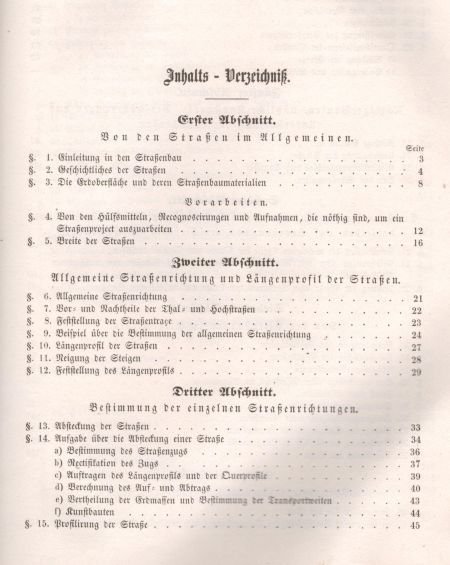 Inhalts - Verzeichniß.
Erster Abschnitt.
Von den Straßen im Allgemeinen.
Seite
§. 1. Einleitung in den Straßenbau . . . . . . . . . . 3
§. 2. Geschichtliches der Straßen . . . . . . . . . . 4
§. 3. Die Erdoberfläche und deren Straßenbaumaterialien . . . . . . . . . . 8
Vorarbeiten.
§. 4. Von den Hülfsmitteln, Recognoscirungen und Aufnahmen, die nöthig sind, um ein
Straßenproject auszuarbeiten . . . . . . . . . . 12
§. 5. Breite der Straßen . . . . . . . . . . 16
Zweiter Abschnitt.
Allgemeine Straßenrichtung und Längenprofil der Straßen.
§. 6. Allgemeine Straßenrichtung . . . . . . . . . . 21
§. 7. Vor- und Nachtheile der Thal- und Hochstraßen . . . . . . . . . . 22
§. 8. Feststellung der Straßentrace . . . . . . . . . . 23
§. 9. Beispiel über die Bestimmung der allgemeinen Straßenrichtung . . . . . . . . . . 24
§. 10. Längenprofil der Straßen . . . . . . . . . . 27
§. 11. Neigung der Steigen . . . . . . . . . . 28
§. 12. Feststellung des Längenprofils . . . . . . . . . . 29
Dritter Abschnitt.
Bestimmung der einzelnen Straßenrichtungen.
§. 13. Absteckung der Straßen . . . . . . . . . . 33
§. 14. Aufgabe über die Absteckung einer Straße . . . . . . . . . . 34
a) Bestimmung des Straßenzugs . . . . . . . . . . 36
b) Rectifikation des Zugs . . . . . . . . . . 37
c) Auftragen des Längenprofils und der Querprofile . . . . . . . . . . 39
d) Berechnung des Auf- und Abtrags . . . . . . . . . . 40
e) Vertheilung der Erdmassen und Bestimmung der Transportweiten . . . . . . . . . . 43
f) Kunstbauten . . . . . . . . . . 44
§. 15. Profilirung der Straße . . . . . . . . . . 45